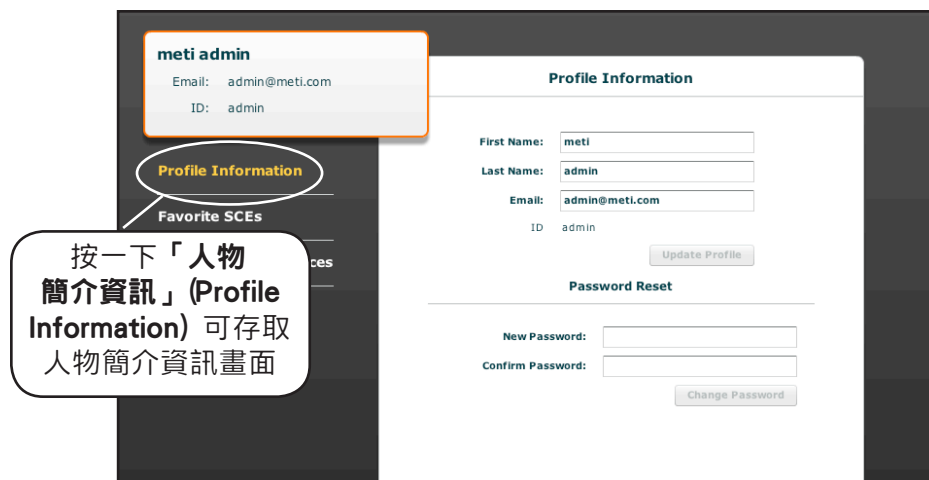 meti admin
Email: admin@meti.com
ID: admin
Profile Information
Favorite SCEs
ces
按一下「人物
簡介資訊」(Profile
Information) 可存取
人物簡介資訊畫面
Profile Information
First Name: meti
Last Name: admin
Email: admin@meti.com
ID admin
Update Profile
Password Reset
New Password:
Confirm Password:
Change Password